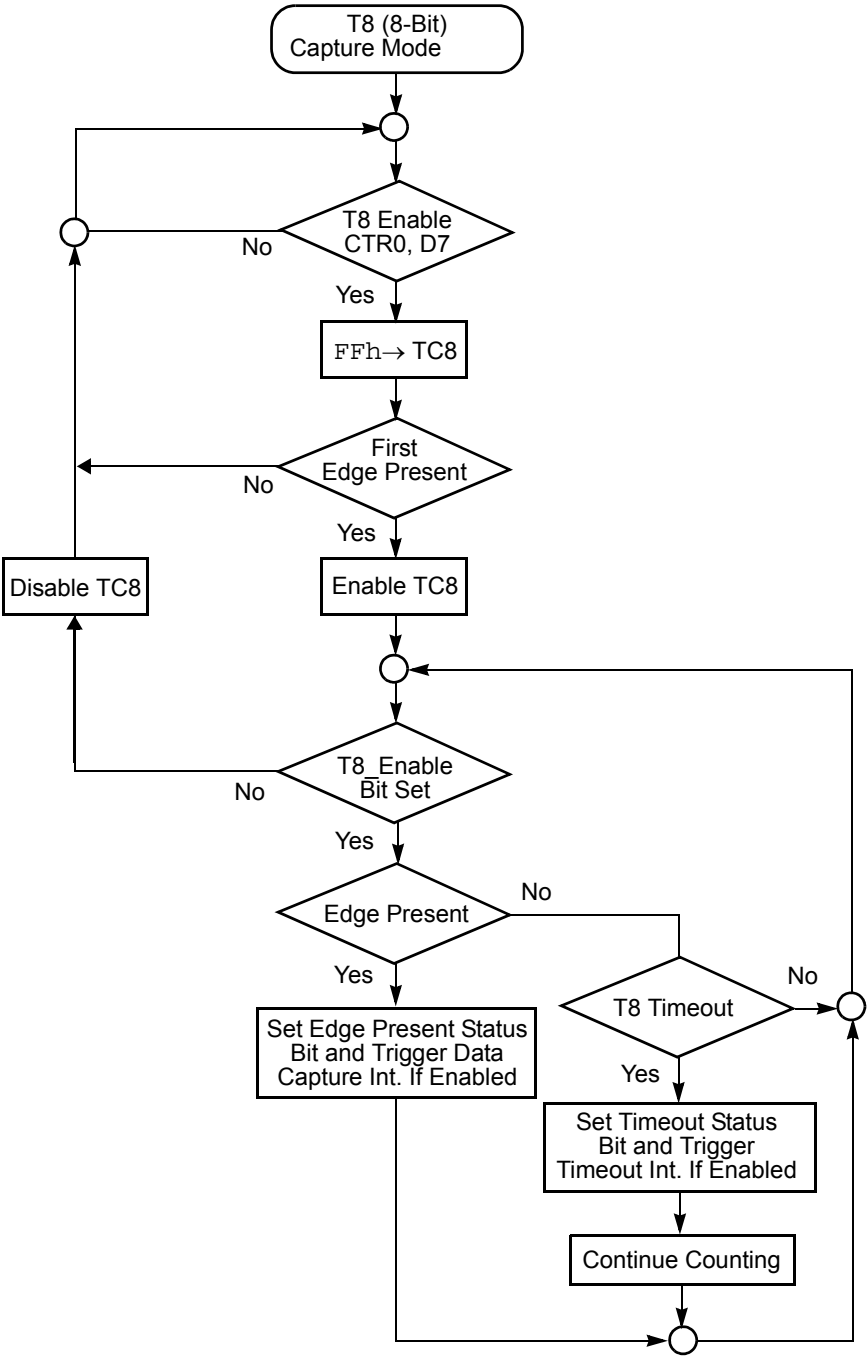 T8 (8-Bit)
Capture Mode
T8 Enable
CTR0, D7
No
Yes
FFh→ TC8
First
Edge Present
No
Yes
Disable TC8
Enable TC8
T8_Enable
Bit Set
No
Yes
Edge Present
No
Yes
T8 Timeout
No
Set Edge Present Status
Bit and Trigger Data
Capture Int. If Enabled
Yes
Set Timeout Status
Bit and Trigger
Timeout Int. If Enabled
Continue Counting